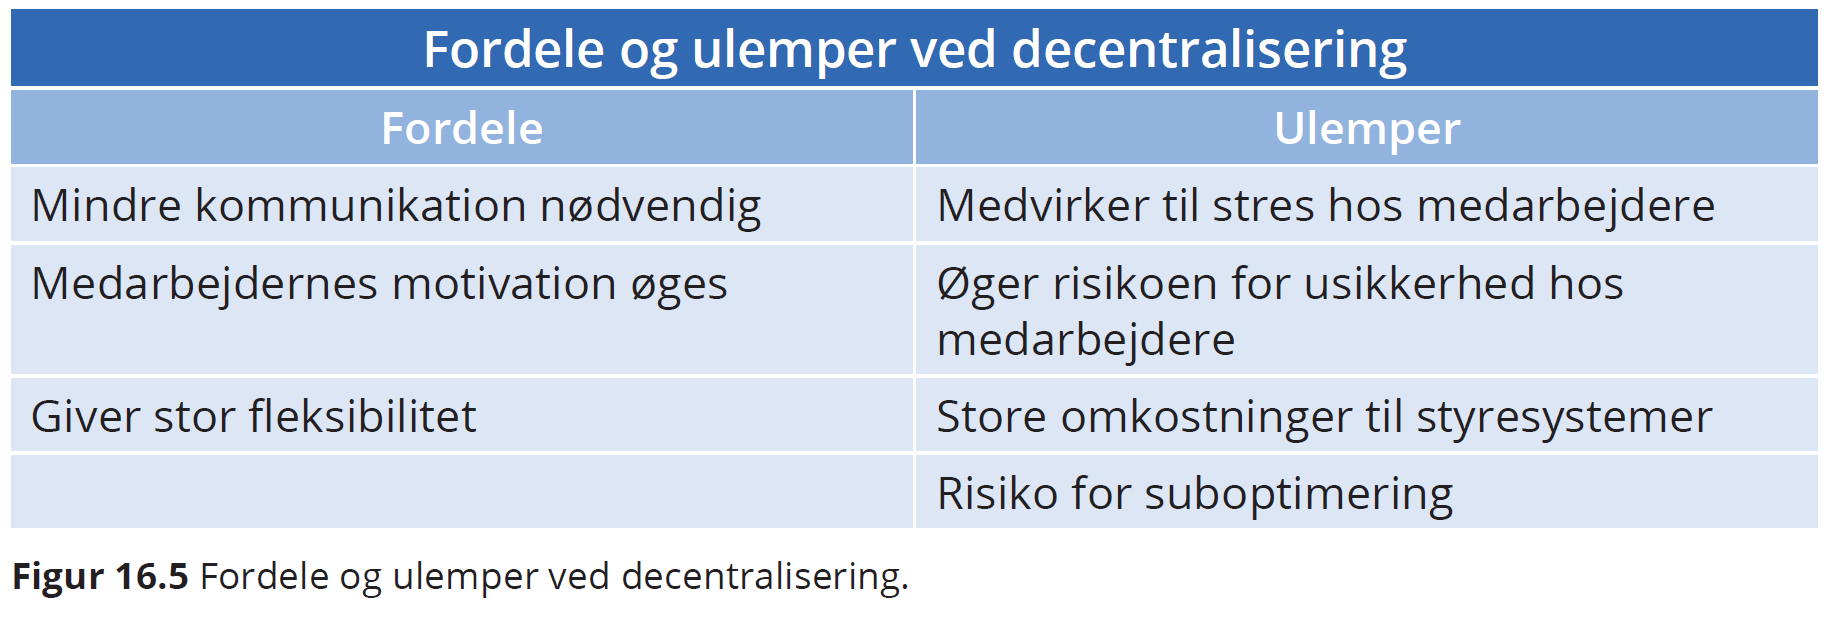 Fordele og ulemper ved decentralisering
Fordele
Ulemper
Mindre kommunikation nødvendig
Medvirker til stres hos medarbejdere
Medarbejdernes motivation øges
Øger risikoen for usikkerhed hos
medarbejdere
Giver stor fleksibilitet
Store omkostninger til styresystemer
Risiko for suboptimering
Figur 16.5 Fordele og ulemper ved decentralisering.